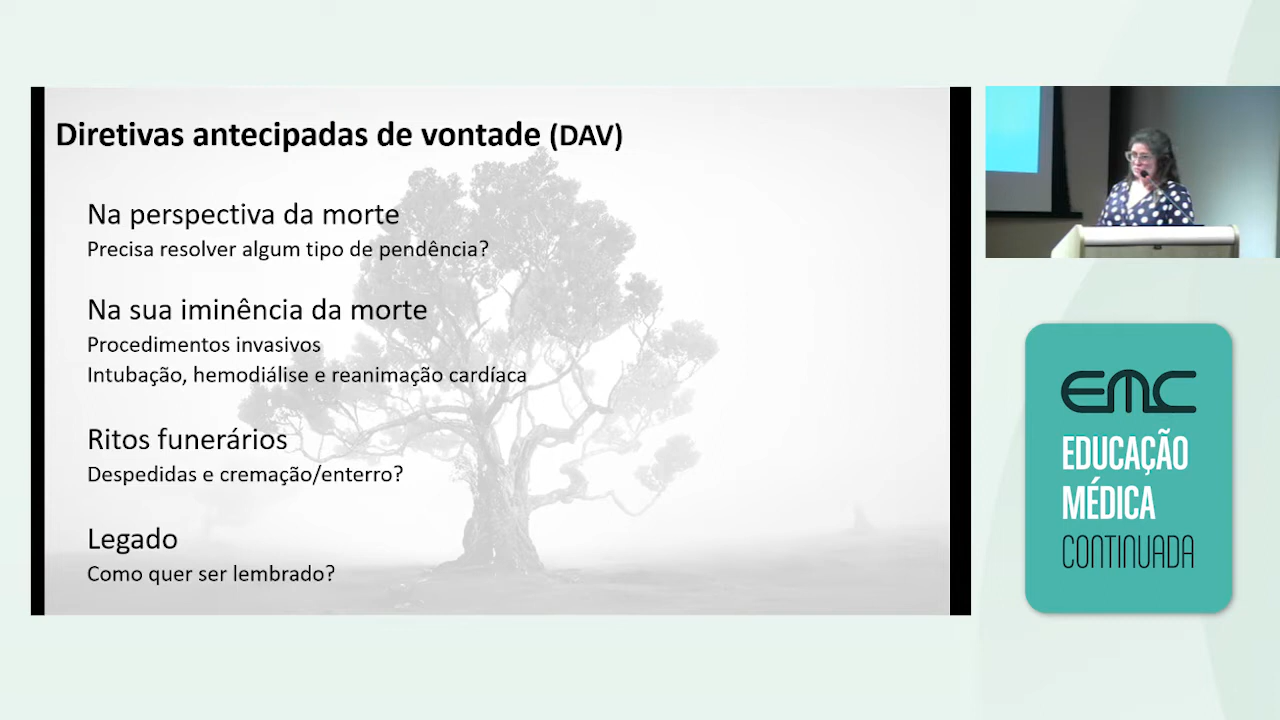 Diretivas antecipadas de vontade (DAV)
Na perspectiva da morte
Precisa resolver algum tipo de pendência?
Na sua iminência da morte
Procedimentos invasivos
Intubação, hemodiálise e reanimação cardíaca
Ritos funerários
Despedidas e cremação/enterro?
Legado
Como quer ser lembrado?
EMC
EDUCAÇÃO
MÉDICA
CONTINUADA